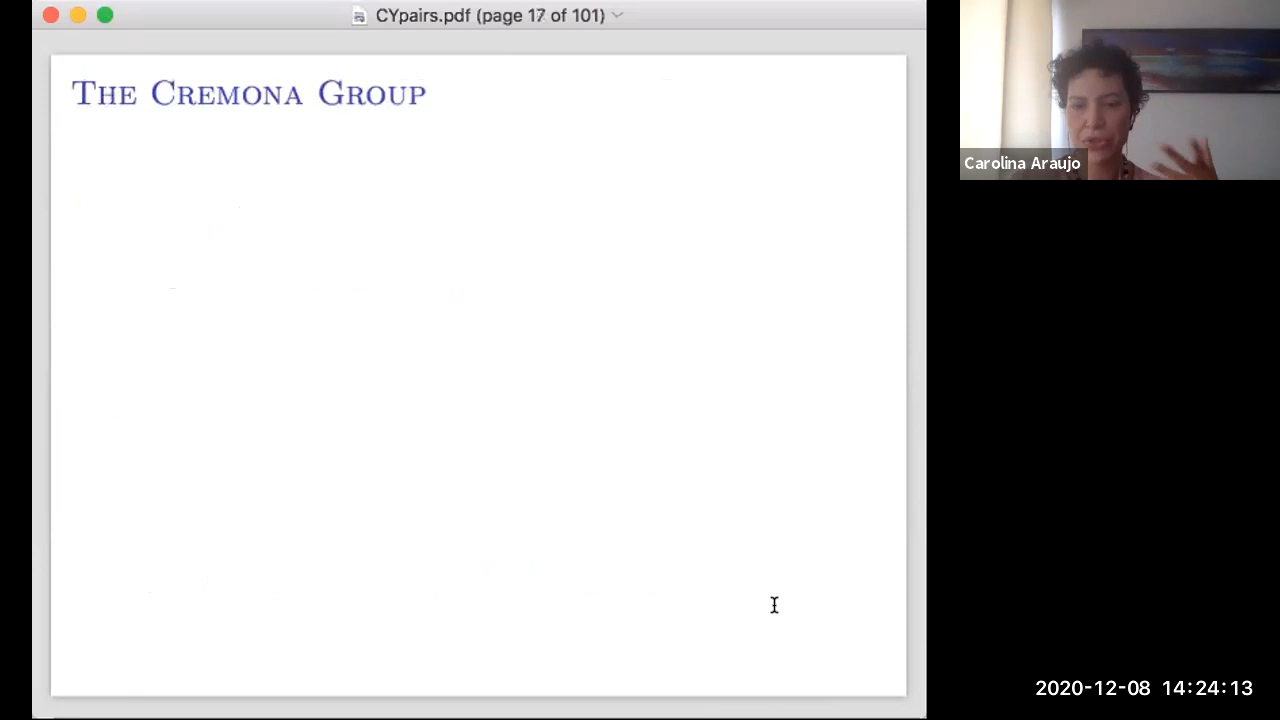 CYpairs.pdf (page 17 of 101)
THE CREMONA GROUP
Carolina Araujo
2020-12-08 14:24:13